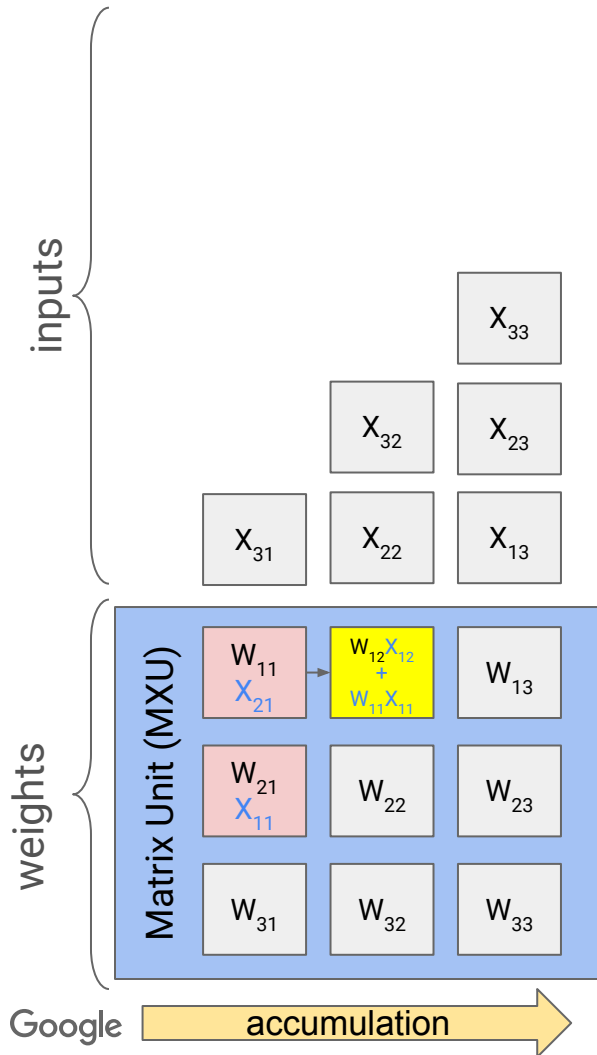 inputs
X33
X32
X23
X31
X22
X13
weights
Matrix Unit (MXU)
W11
X21
W12X12
+
W11X11
W13
W21
X11
W22
W23
W31
W32
W33
Google
accumulation